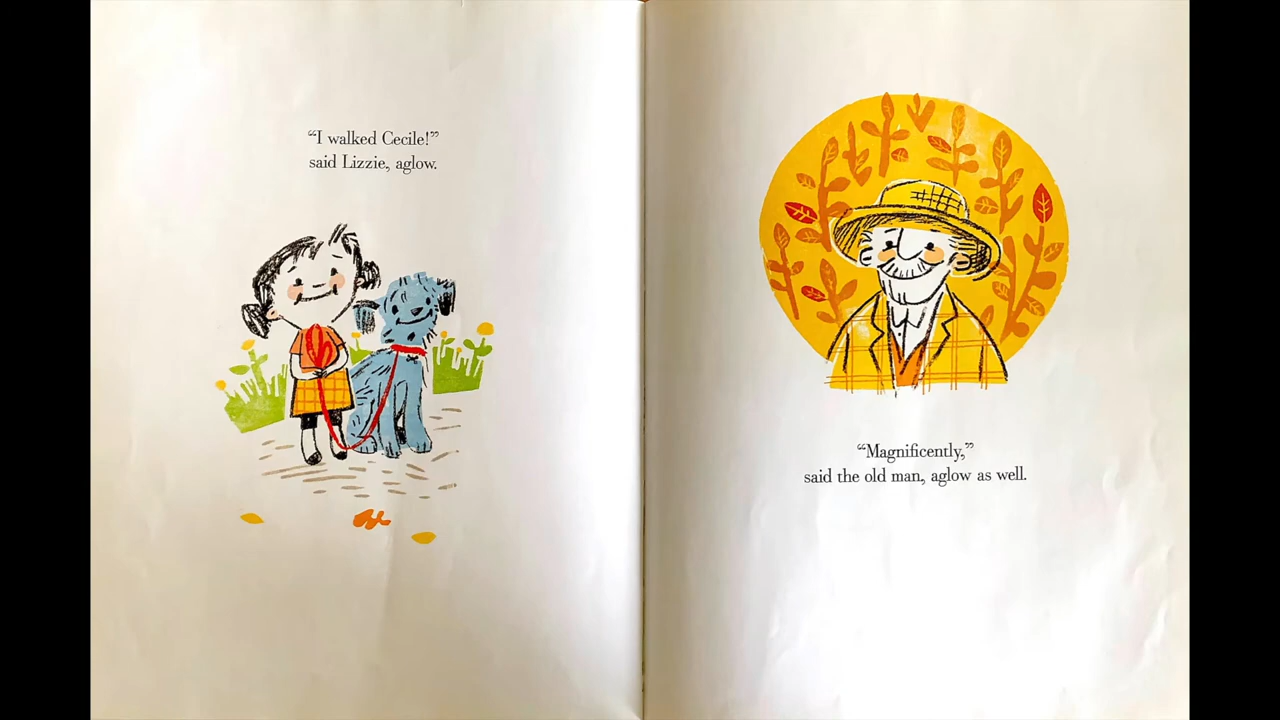 “I walked Cecile!”
said Lizzie, aglow.
“Magnificently,”
said the old man, aglow as well.